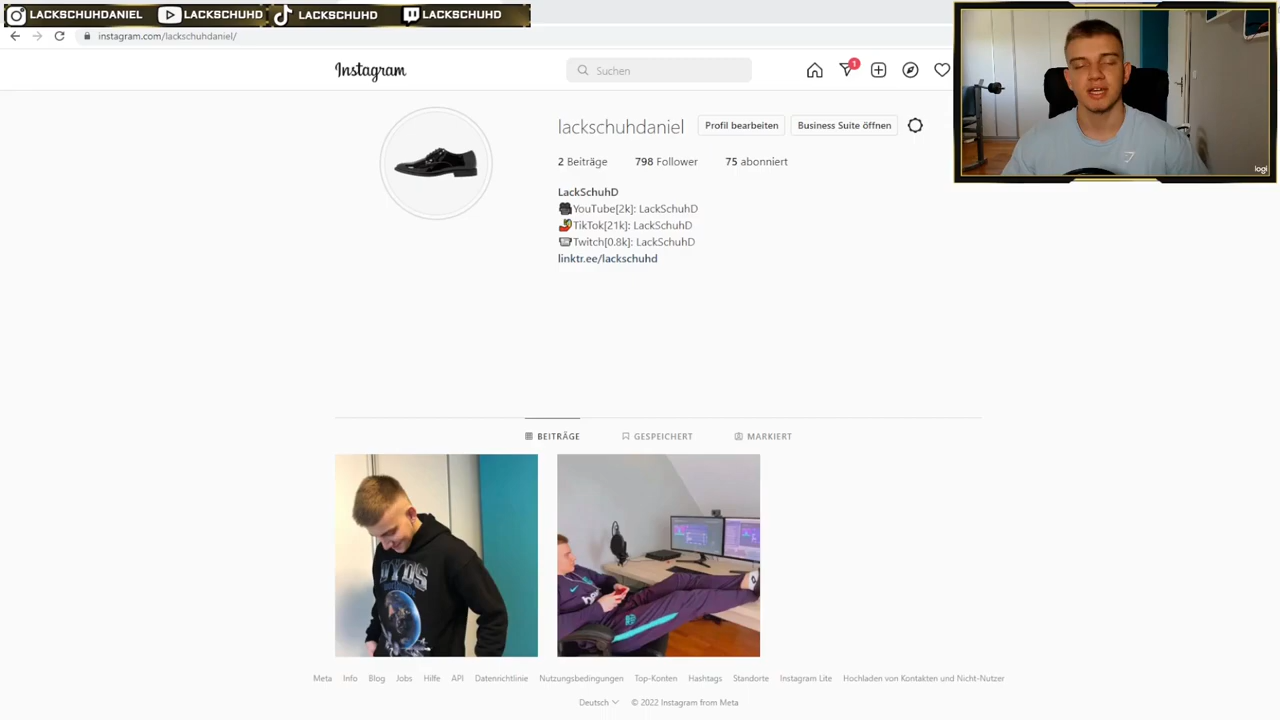 LACKSCHUHDANIEL LACKSCHUHD LACKSCHUHD LACKSCHUHD
instagram.com/lackschuhdaniel/
Instagram
Suchen
1
lackschuhdaniel Profil bearbeiten Business Suite öffnen
2 Beiträge 798 Follower 75 abonniert
LackSchuhD
YouTube[2k]: LackSchuhD
TikTok[21k]: LackSchuhD
Twitch[0.8k]: LackSchuhD
linktr.ee/lackschuhd
logi
BEITRÄGE GESPEICHERT MARKIERT
Meta Info Blog Jobs Hilfe API Datenrichtlinie Nutzungsbedingungen Top-Konten Hashtags Standorte Instagram Lite Hochladen von Kontakten und Nicht-Nutzer
Deutsch © 2022 Instagram from Meta